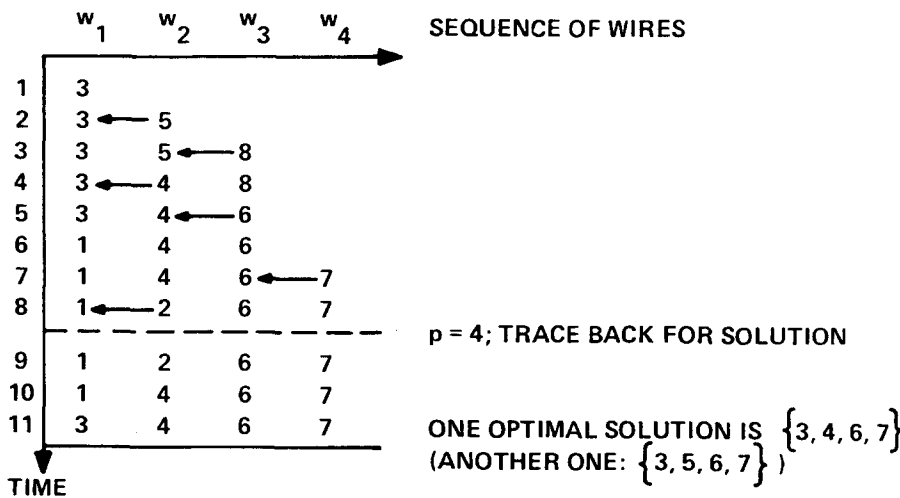 w1 w2 w3 w4 SEQUENCE OF WIRES
1 3
2 3 5
3 3 5 8
4 3 4 8
5 3 4 6
6 1 4 6
7 1 4 6 7
8 1 2 6 7
p = 4; TRACE BACK FOR SOLUTION
9 1 2 6 7
10 1 4 6 7
11 3 4 6 7
ONE OPTIMAL SOLUTION IS {3, 4, 6, 7}
(ANOTHER ONE: {3, 5, 6, 7} )
TIME